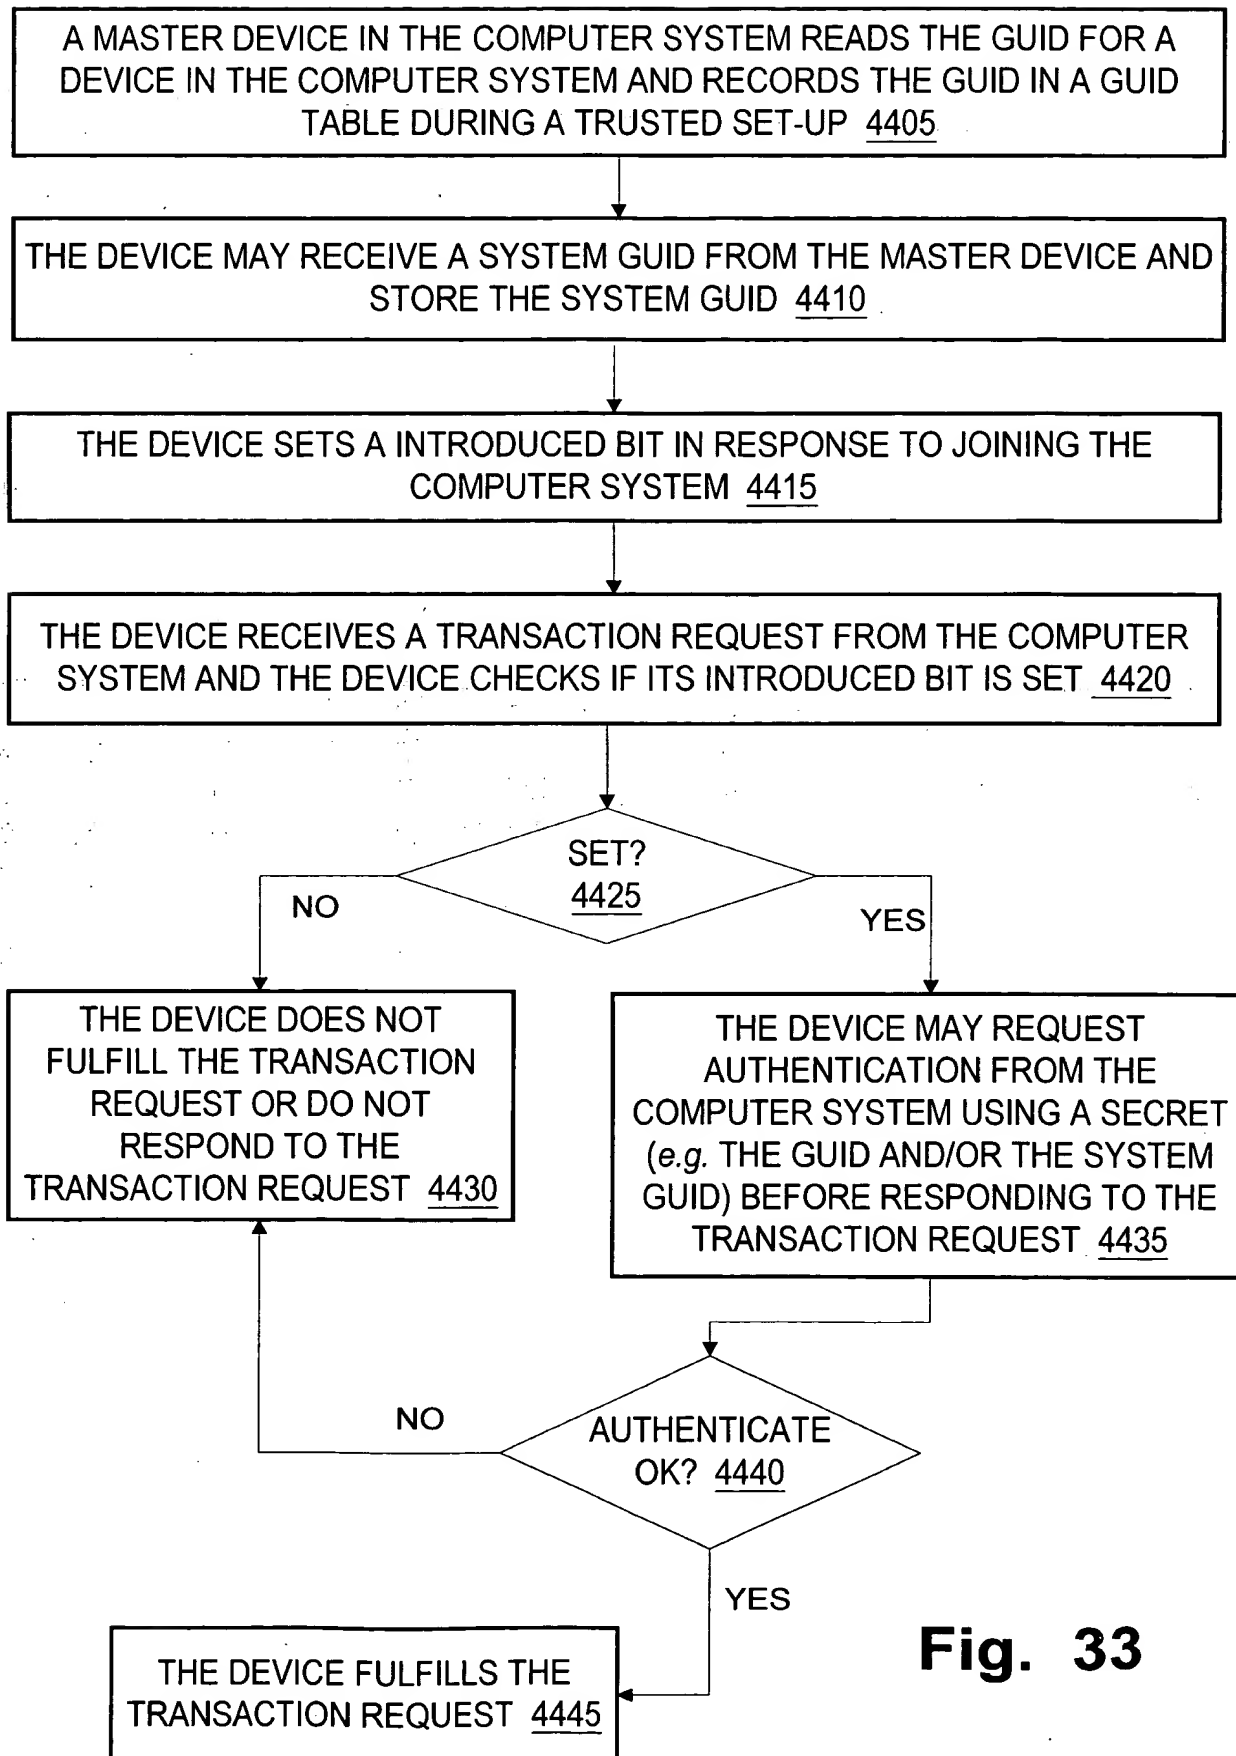 A MASTER DEVICE IN THE COMPUTER SYSTEM READS THE GUID FOR A
DEVICE IN THE COMPUTER SYSTEM AND RECORDS THE GUID IN A GUID
TABLE DURING A TRUSTED SET-UP 4405
THE DEVICE MAY RECEIVE A SYSTEM GUID FROM THE MASTER DEVICE AND
STORE THE SYSTEM GUID 4410
THE DEVICE SETS A INTRODUCED BIT IN RESPONSE TO JOINING THE
COMPUTER SYSTEM 4415
THE DEVICE RECEIVES A TRANSACTION REQUEST FROM THE COMPUTER
SYSTEM AND THE DEVICE CHECKS IF ITS INTRODUCED BIT IS SET 4420
SET?
4425
NO
YES
THE DEVICE DOES NOT
FULFILL THE TRANSACTION
REQUEST OR DO NOT
RESPOND TO THE
TRANSACTION REQUEST 4430
THE DEVICE MAY REQUEST
AUTHENTICATION FROM THE
COMPUTER SYSTEM USING A SECRET
(e.g. THE GUID AND/OR THE SYSTEM
GUID) BEFORE RESPONDING TO THE
TRANSACTION REQUEST 4435
NO
AUTHENTICATE
OK? 4440
YES
THE DEVICE FULFILLS THE
TRANSACTION REQUEST 4445
Fig. 33